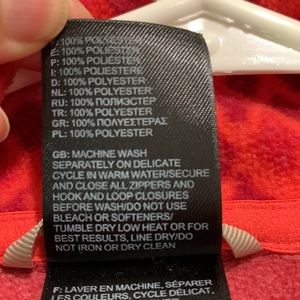 F: 100% POLYESTER
E: 100% POLIESTER
P: 100% POLIESTER
I: 100% POLIESTERE
D: 100% POLYESTER
NL: 100% POLYESTER
RU: 100% ПОЛИЭСТЕР
TR: 100% POLYESTER
GR: 100% ΠΟΛΥΕΣΤΕΡΑΣ
PL: 100% POLYESTER
GB: MACHINE WASH
SEPARATELY ON DELICATE
CYCLE IN WARM WATER/SECURE
AND CLOSE ALL ZIPPERS AND
HOOK AND LOOP CLOSURES
BEFORE WASH/DO NOT USE
BLEACH OR SOFTENERS/
TUMBLE DRY LOW HEAT OR FOR
BEST RESULTS, LINE DRY/DO
NOT IRON OR DRY CLEAN
F: LAVER EN MACHINE, SÉPARER
LES COULEURS, CYCLE DÉLICAT.